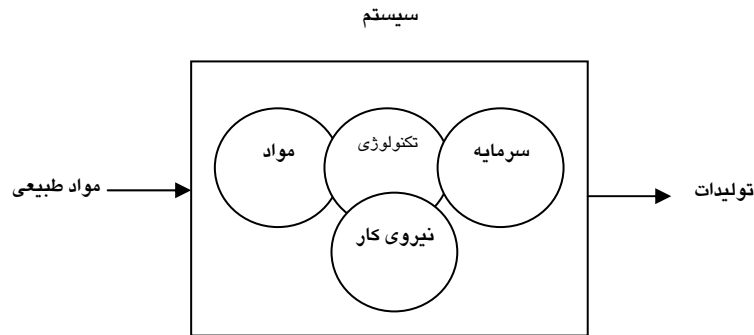 سیستم
سرمایه
تکنولوژی
مواد
نیروی کار
مواد طبیعی
تولیدات